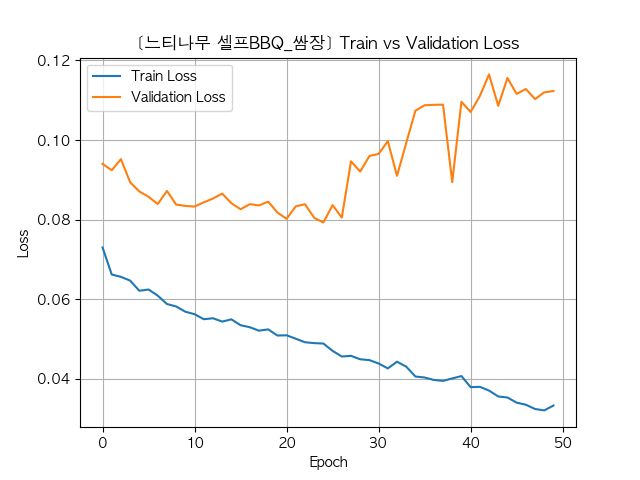 [느티나무 셀프BBQ_쌈장] Train vs Validation Loss
Train Loss
Validation Loss
Loss
0.12
0.10
0.08
0.06
0.04
0 10 20 30 40 50
Epoch